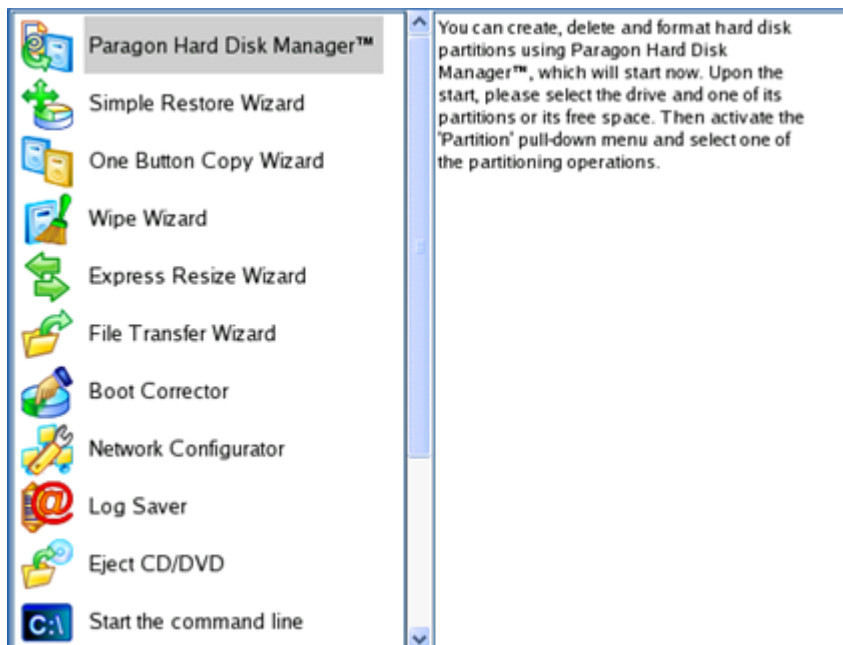 Paragon Hard Disk Manager™
Simple Restore Wizard
One Button Copy Wizard
Wipe Wizard
Express Resize Wizard
File Transfer Wizard
Boot Corrector
Network Configurator
@
Log Saver
Eject CD/DVD
C:\
Start the command line
You can create, delete and format hard disk
partitions using Paragon Hard Disk
Manager™, which will start now. Upon the
start, please select the drive and one of its
partitions or its free space. Then activate the
'Partition' pull-down menu and select one of
the partitioning operations.